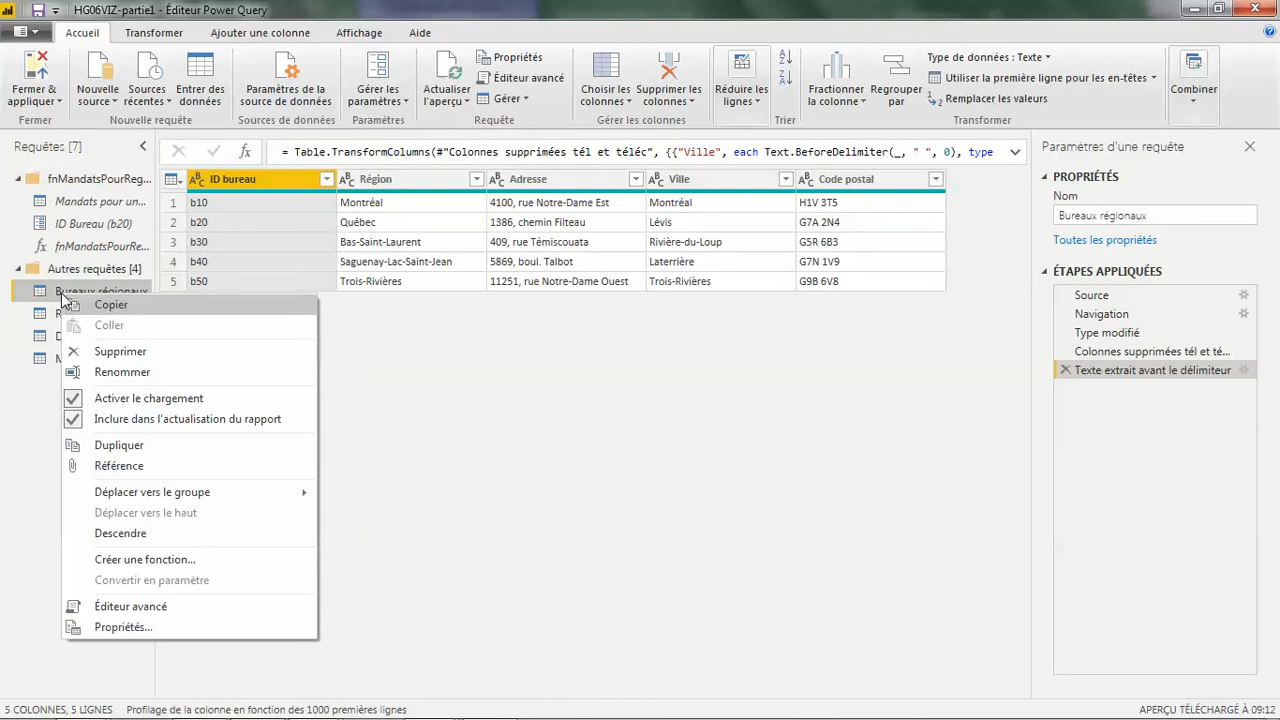 HG06VIZ-partie1 - Éditeur Power Query
Accueil Transformer Ajouter une colonne Affichage Aide
Fermer & appliquer
Nouvelle source
Sources récentes
Entrer des données
Paramètres de la source de données
Gérer les paramètres
Actualiser l'aperçu
Propriétés
Éditeur avancé
Gérer
Choisir les colonnes
Supprimer les colonnes
Réduire les lignes
Fractionner la colonne
Regrouper par
Type de données : Texte
Utiliser la première ligne pour les en-têtes
Remplacer les valeurs
Combiner
Fermer Nouvelle requête Sources de données Paramètres Requête Gérer les colonnes Trier Transformer
Requêtes [7]
fnMandatsPourReg...
Mandats pour un...
ID Bureau (b20)
fx fnMandatsPourRe...
Autres requêtes [4]
Bureaux régionaux
fx = Table.TransformColumns(#"Colonnes supprimées tél et téléc", {{"Ville", each Text.BeforeDelimiter(_, " ", 0), type
ID bureau Région Adresse Ville Code postal
1 b10 Montréal 4100, rue Notre-Dame Est Montréal H1V 3T5
2 b20 Québec 1386, chemin Filteau Lévis G7A 2N4
3 b30 Bas-Saint-Laurent 409, rue Témiscouata Rivière-du-Loup G5R 6B3
4 b40 Saguenay-Lac-Saint-Jean 5869, boul. Talbot Laterrière G7N 1V9
5 b50 Trois-Rivières 11251, rue Notre-Dame Ouest Trois-Rivières G9B 6V8
Copier
Coller
Supprimer
Renommer
Activer le chargement
Inclure dans l'actualisation du rapport
Dupliquer
Référence
Déplacer vers le groupe
Déplacer vers le haut
Descendre
Créer une fonction...
Convertir en paramètre
Éditeur avancé
Propriétés...
Paramètres d'une requête
PROPRIÉTÉS
Nom
Bureaux régionaux
Toutes les propriétés
ÉTAPES APPLIQUÉES
Source
Navigation
Type modifié
Colonnes supprimées tél et té...
Texte extrait avant le délimiteur
5 COLONNES, 5 LIGNES Profilage de la colonne en fonction des 1000 premières lignes APERÇU TÉLÉCHARGÉ À 09:12